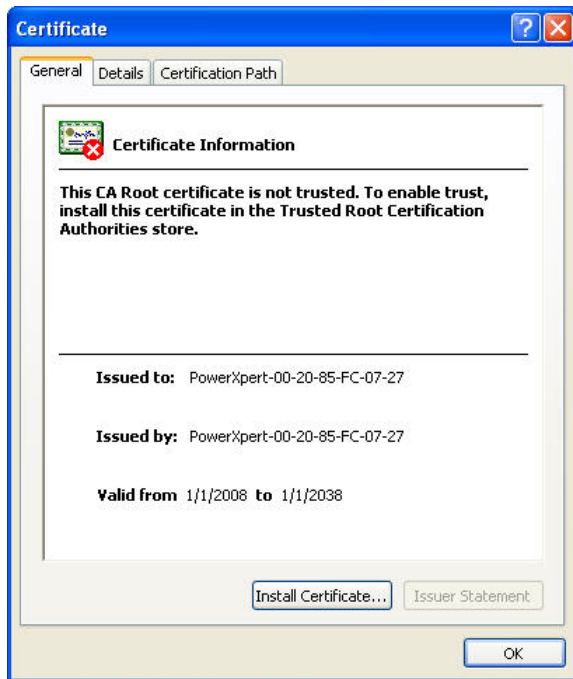 Certificate
General
Details
Certification Path
Certificate Information
This CA Root certificate is not trusted. To enable trust,
install this certificate in the Trusted Root Certification
Authorities store.
Issued to: PowerXpert-00-20-85-FC-07-27
Issued by: PowerXpert-00-20-85-FC-07-27
Valid from 1/1/2008 to 1/1/2038
Install Certificate...
Issuer Statement
OK